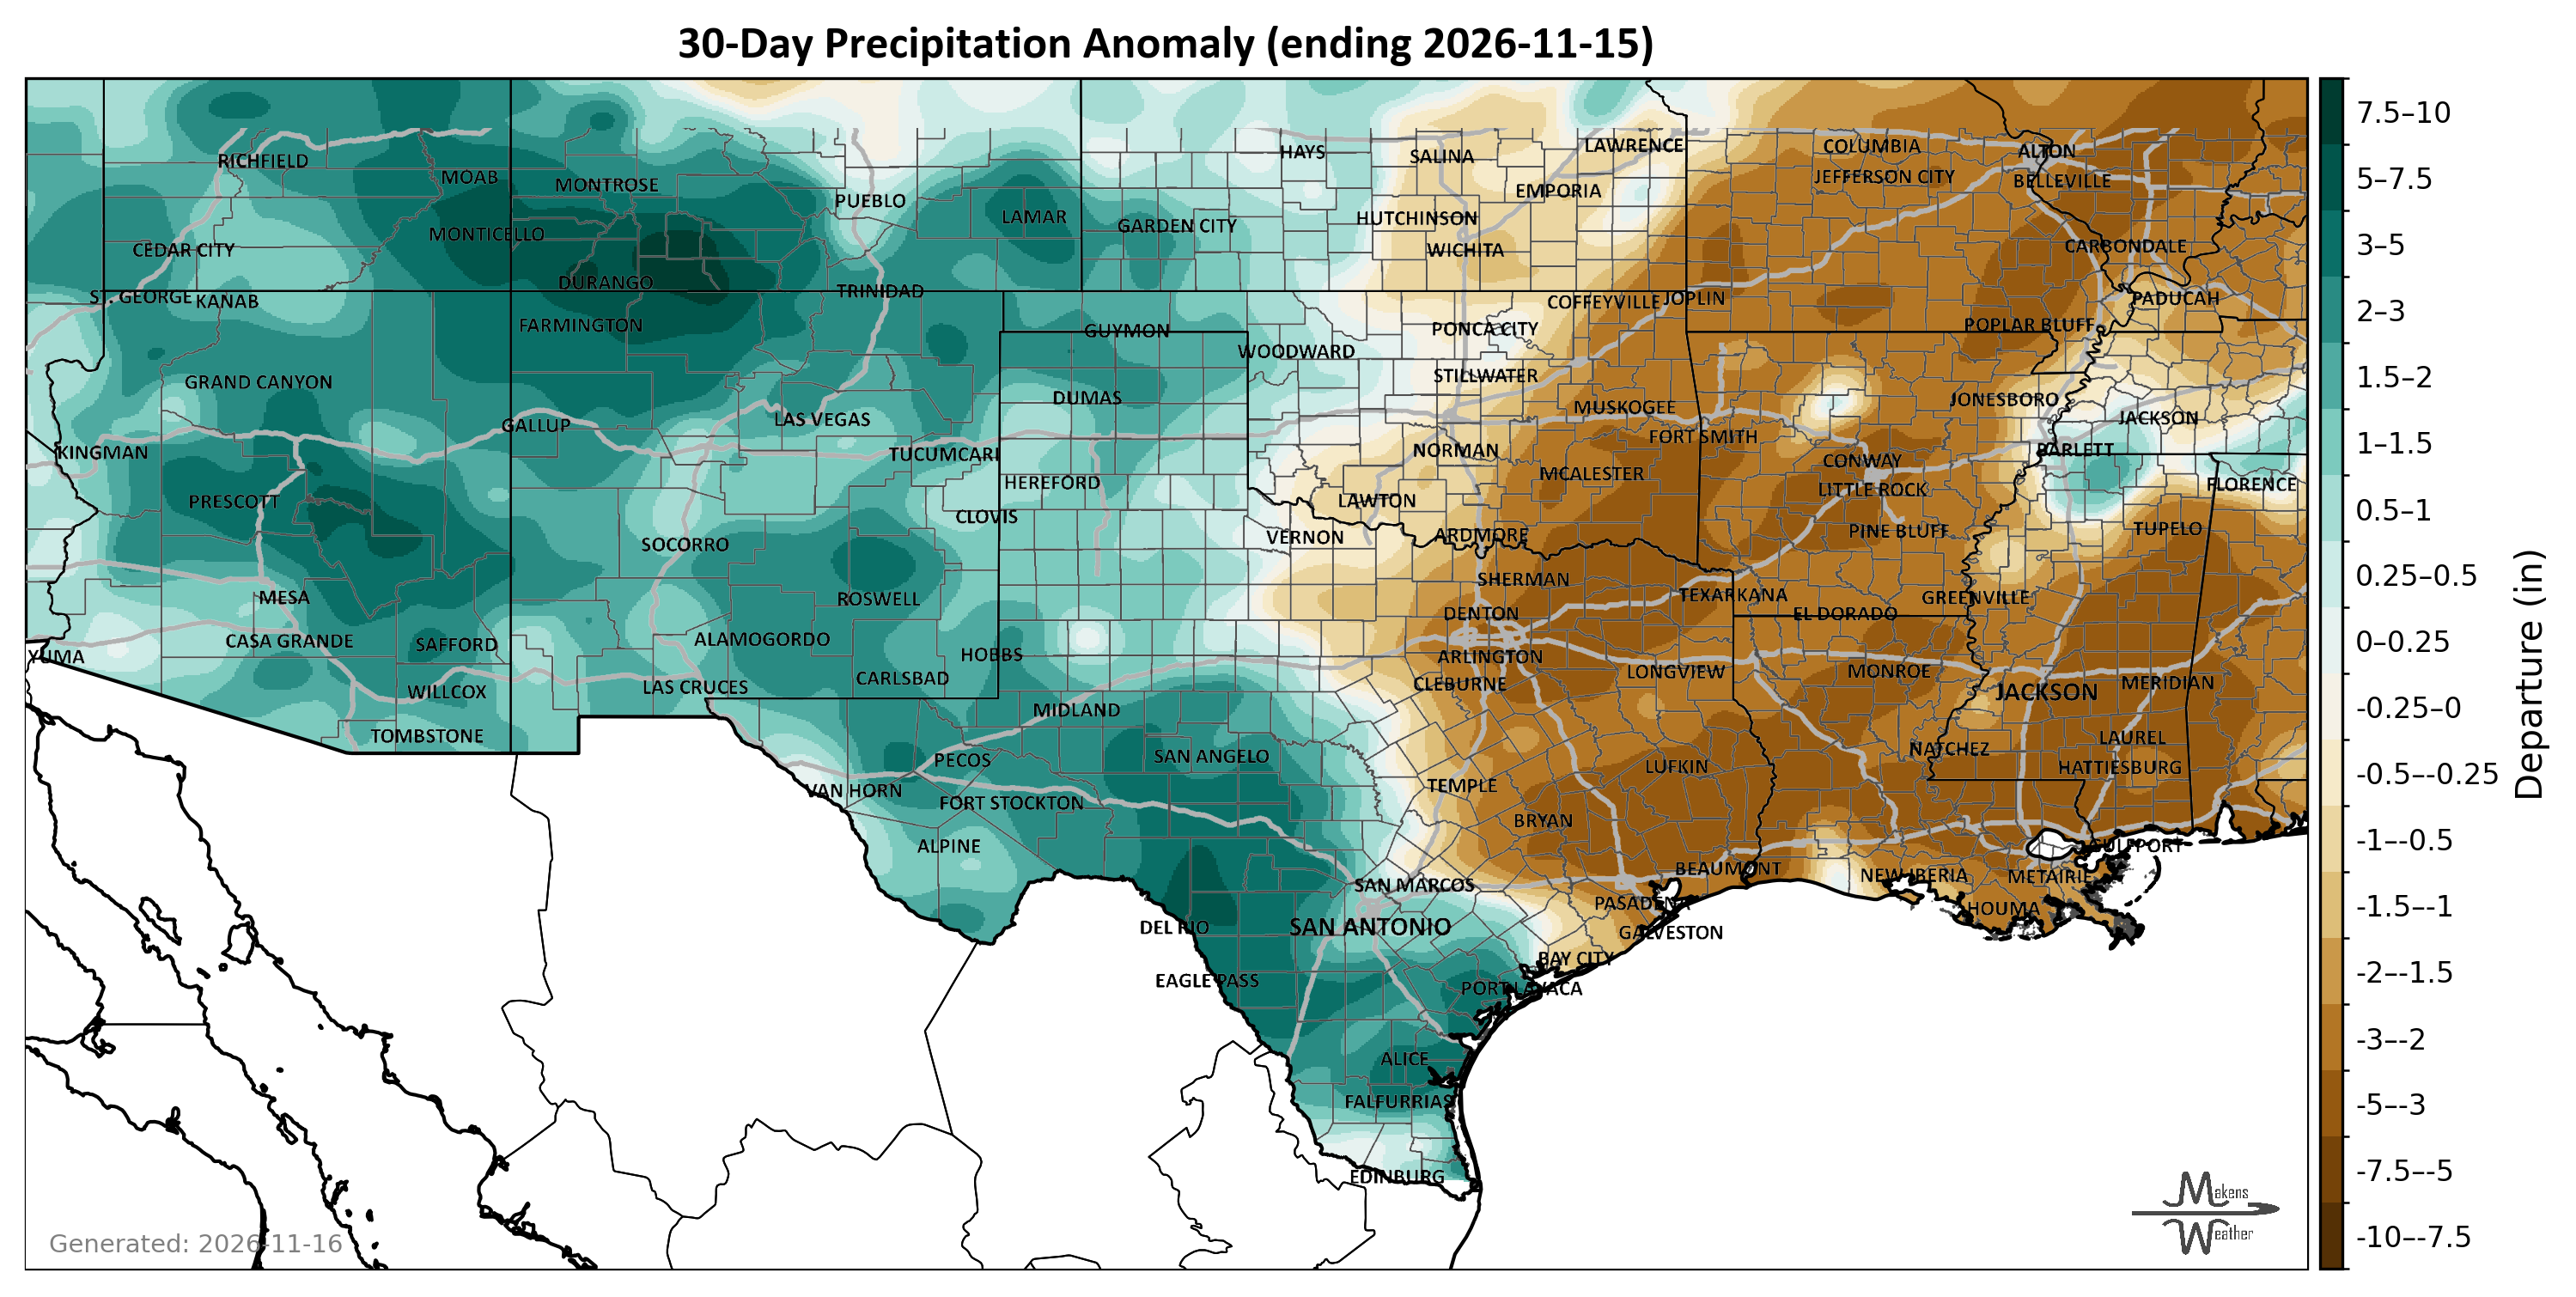 30-Day Precipitation Anomaly (ending 2026-11-15)
RICHFIELD
MOAB
MONTROSE
PUEBLO
LAMAR
HAYS
SALINA
LAWRENCE
COLUMBIA
ALTON
GARDEN CITY
HUTCHINSON
EMPORIA
JEFFERSON CITY
BELLEVILLE
CEDAR CITY
MONTICELLO
WICHITA
CARBONDALE
DURANGO
TRINIDAD
ST. GEORGE
KANAB
COFFEYVILLE
JOPLIN
PADUCAH
FARMINGTON
GUYMON
PONCA CITY
POPLAR BLUFF
WOODWARD
GRAND CANYON
DUMAS
STILLWATER
GALLUP
LAS VEGAS
MUSKOGEE
JONESBORO
JACKSON
KINGMAN
TUCUMCARI
NORMAN
FORT SMITH
BARLETT
PRESCOTT
HEREFORD
MCALESTER
CONWAY
LITTLE ROCK
FLORENCE
CLOVIS
LAWTON
SOCORRO
VERNON
ARDMORE
PINE BLUFF
TUPELO
MESA
ROSWELL
SHERMAN
TEXARKANA
GREENVILLE
CASA GRANDE
SAFFORD
ALAMOGORDO
DENTON
EL DORADO
YUMA
HOBBS
ARLINGTON
WILLCOX
LAS CRUCES
CARLSBAD
CLEBURNE
LONGVIEW
MONROE
JACKSON
MERIDIAN
TOMBSTONE
MIDLAND
PECOS
SAN ANGELO
LUFKIN
NATCHEZ
LAUREL
VAN HORN
FORT STOCKTON
TEMPLE
HATTIESBURG
ALPINE
BRYAN
GULFPORT
SAN MARCOS
BEAUMONT
NEW IBERIA
METAIRIE
DEL RIO
SAN ANTONIO
PASADENA
HOUMA
GALVESTON
EAGLE PASS
BAY CITY
PORT LAVACA
ALICE
FALFURRIAS
EDINBURG
7.5–10
5–7.5
3–5
2–3
1.5–2
1–1.5
0.5–1
0.25–0.5
0–0.25
-0.25–0
-0.5–-0.25
-1–-0.5
-1.5–-1
-2–-1.5
-3–-2
-5–-3
-7.5–-5
-10–-7.5
Departure (in)
Generated: 2026-11-16
Makens
Weather